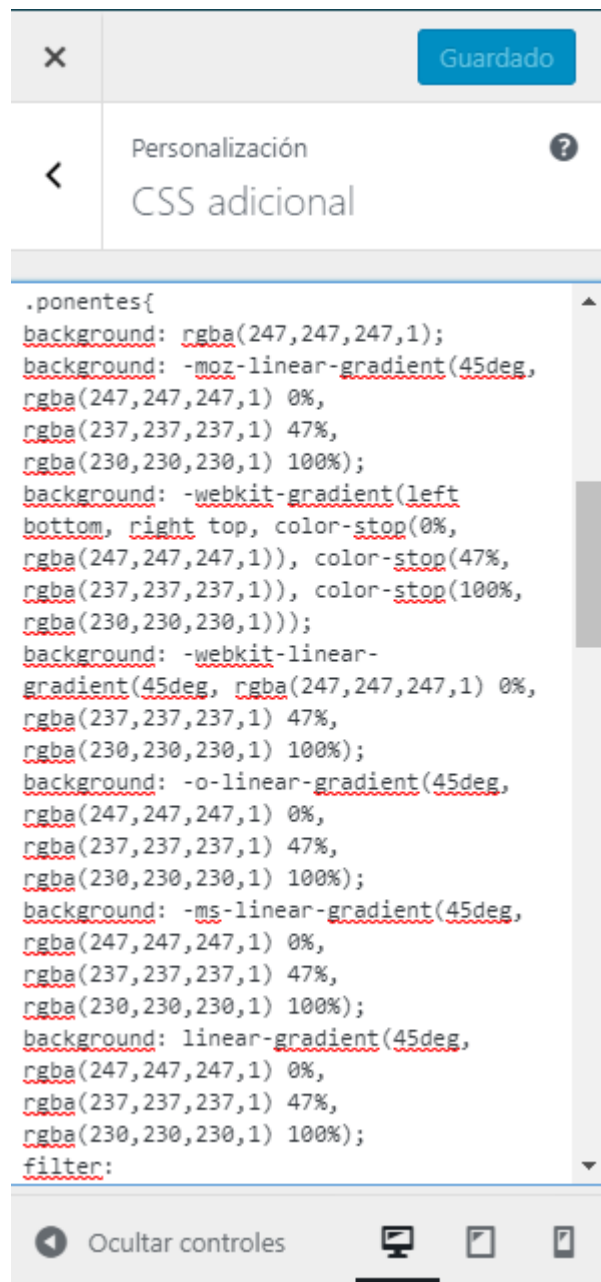 Guardado
Personalización
CSS adicional
.ponentes{
background: rgba(247,247,247,1);
background: -moz-linear-gradient(45deg,
rgba(247,247,247,1) 0%,
rgba(237,237,237,1) 47%,
rgba(230,230,230,1) 100%);
background: -webkit-gradient(left
bottom, right top, color-stop(0%,
rgba(247,247,247,1)), color-stop(47%,
rgba(237,237,237,1)), color-stop(100%,
rgba(230,230,230,1)));
background: -webkit-linear-
gradient(45deg, rgba(247,247,247,1) 0%,
rgba(237,237,237,1) 47%,
rgba(230,230,230,1) 100%);
background: -o-linear-gradient(45deg,
rgba(247,247,247,1) 0%,
rgba(237,237,237,1) 47%,
rgba(230,230,230,1) 100%);
background: -ms-linear-gradient(45deg,
rgba(247,247,247,1) 0%,
rgba(237,237,237,1) 47%,
rgba(230,230,230,1) 100%);
background: linear-gradient(45deg,
rgba(247,247,247,1) 0%,
rgba(237,237,237,1) 47%,
rgba(230,230,230,1) 100%);
filter:
Ocultar controles